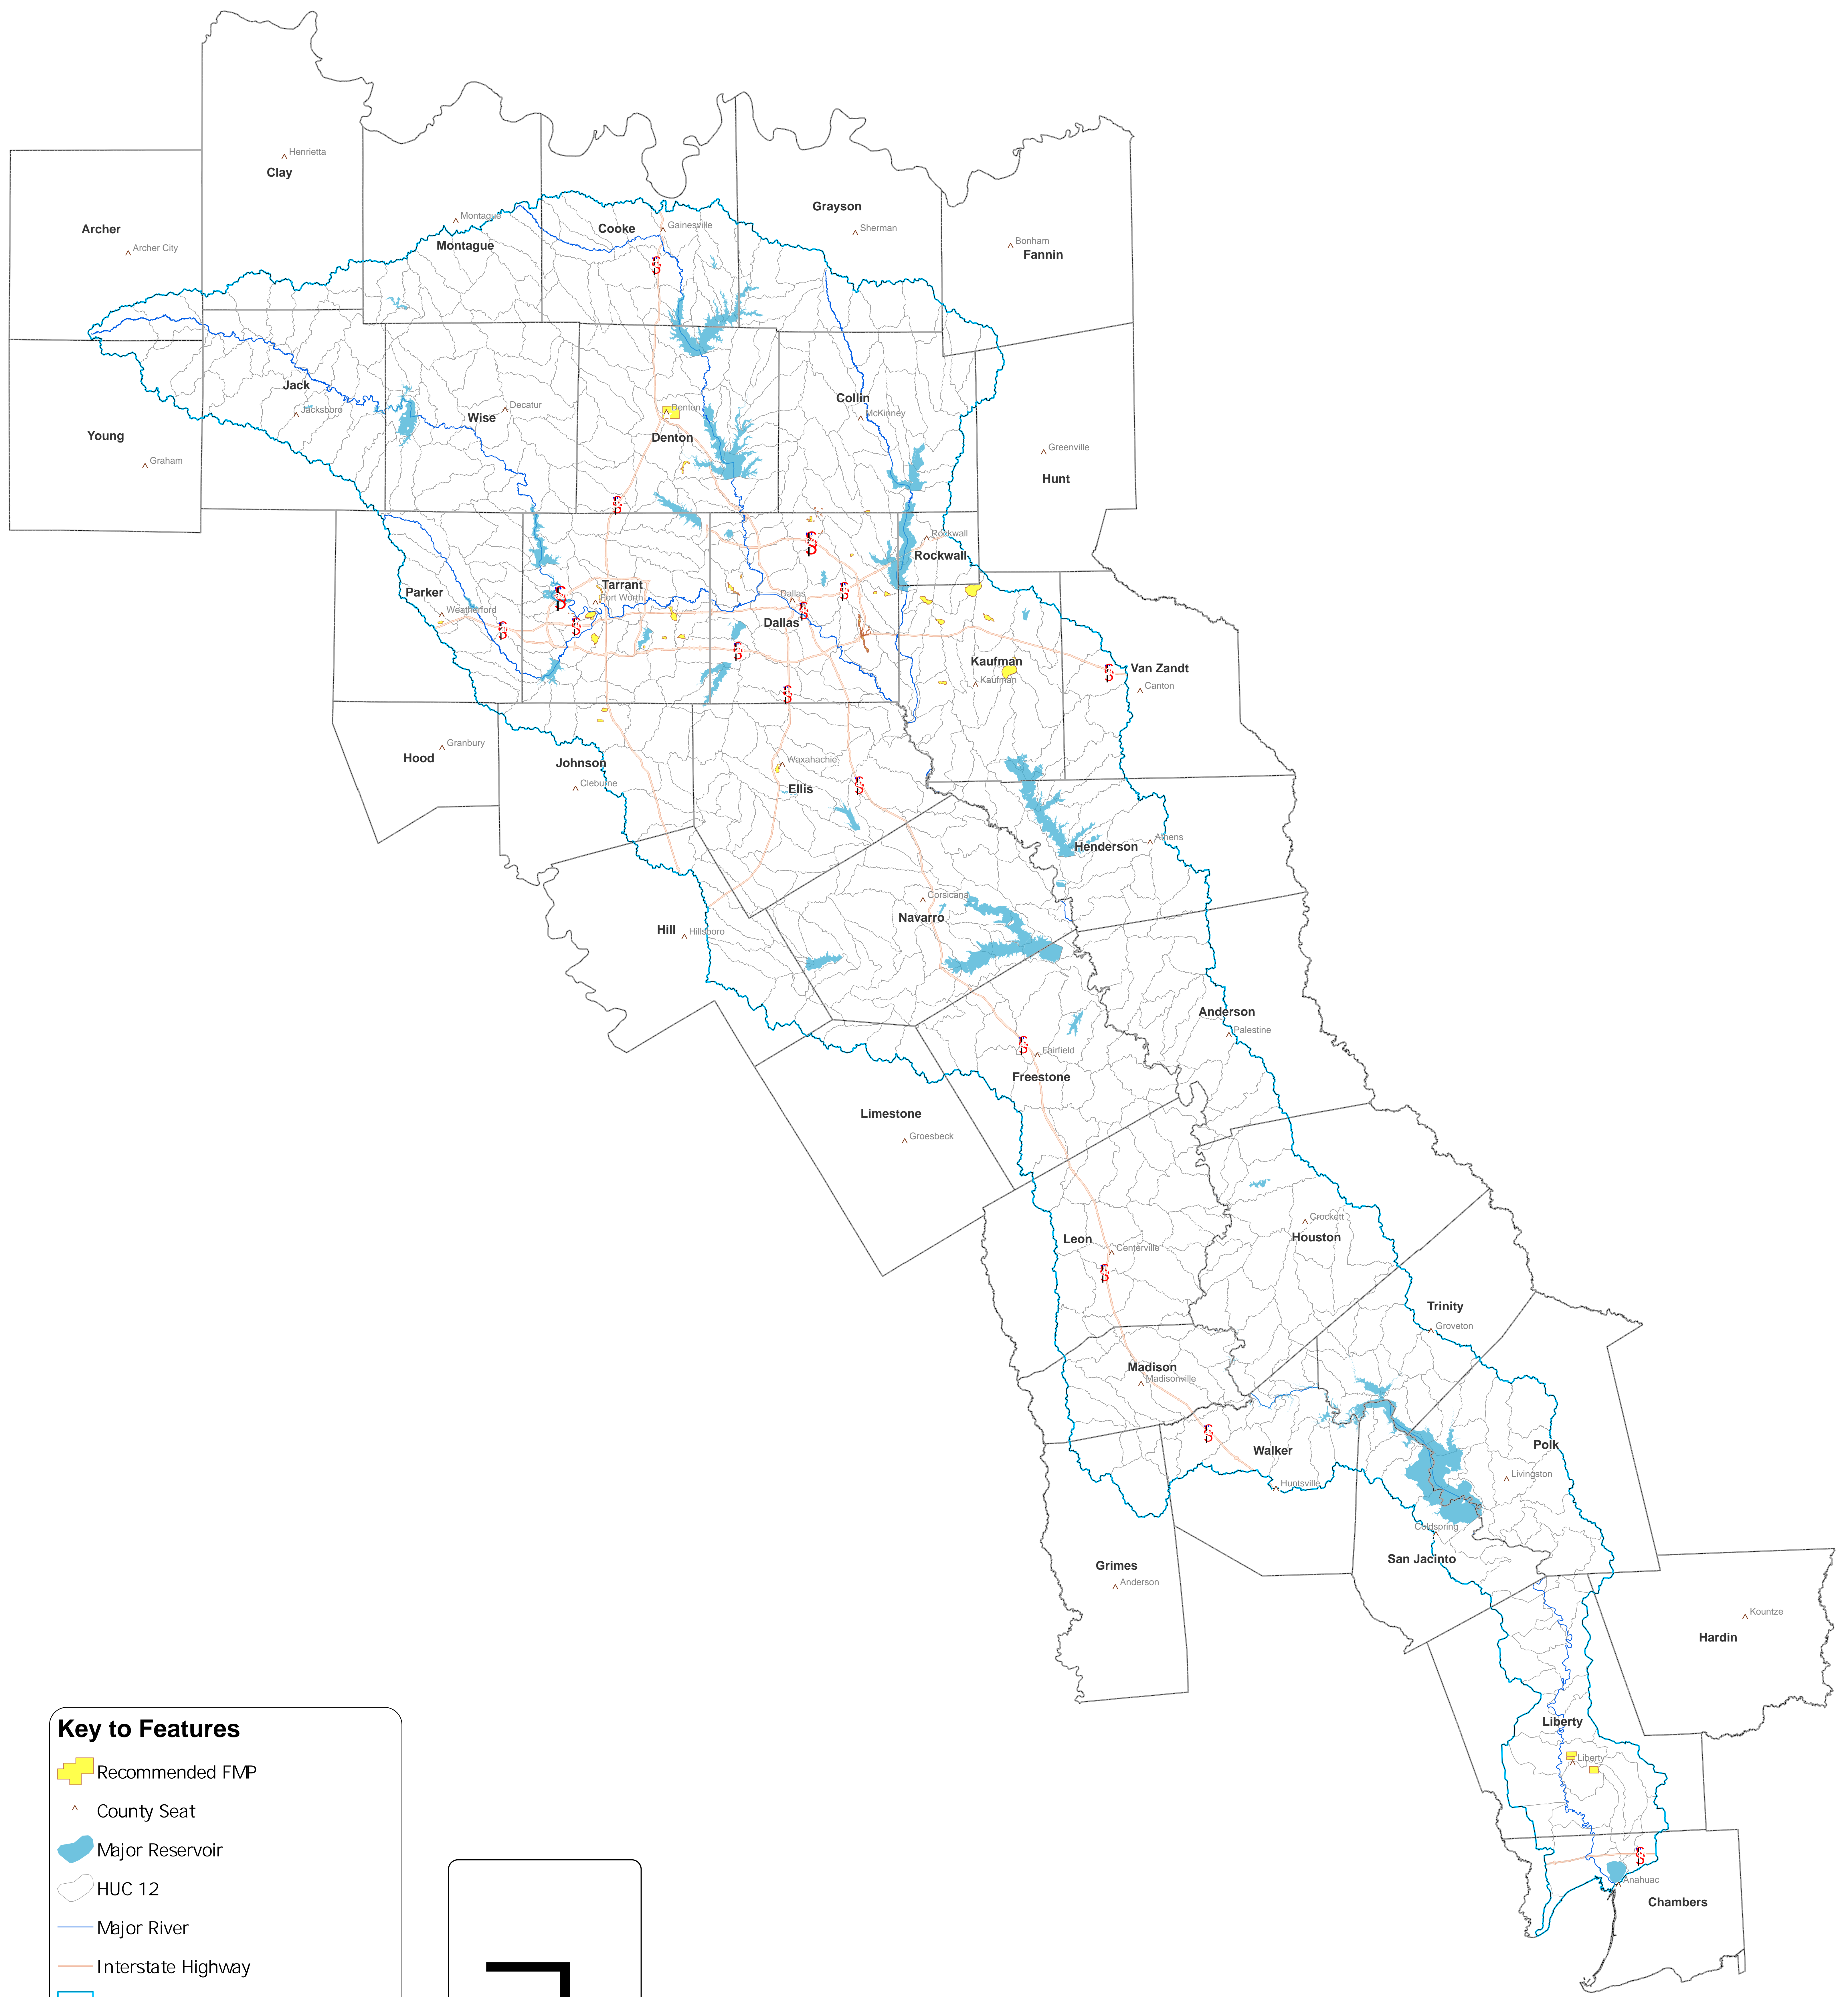 Henrietta
Clay
Grayson
Archer
Archer City
Montague
Montague
Cooke
Gainesville
Sherman
Bonham
Fannin
Jack
Jacksboro
Wise
Decatur
Denton
Denton
Collin
McKinney
Young
Graham
Greenville
Hunt
Rockwall
Rockwall
Parker
Weatherford
Tarrant
Fort Worth
Dallas
Dallas
Kaufman
Kaufman
Van Zandt
Canton
Hood
Granbury
Johnson
Cleburne
Waxahachie
Ellis
Athens
Henderson
Corsicana
Navarro
Hill
Hillsboro
Anderson
Palestine
Fairfield
Freestone
Limestone
Groesbeck
Crockett
Houston
Leon
Centerville
Trinity
Groveton
Madison
Madisonville
Walker
Huntsville
Polk
Livingston
Coldspring
San Jacinto
Grimes
Anderson
Kountze
Hardin
Liberty
Liberty
Anahuac
Chambers
Key to Features
Recommended FMP
County Seat
Major Reservoir
HUC 12
Major River
Interstate Highway